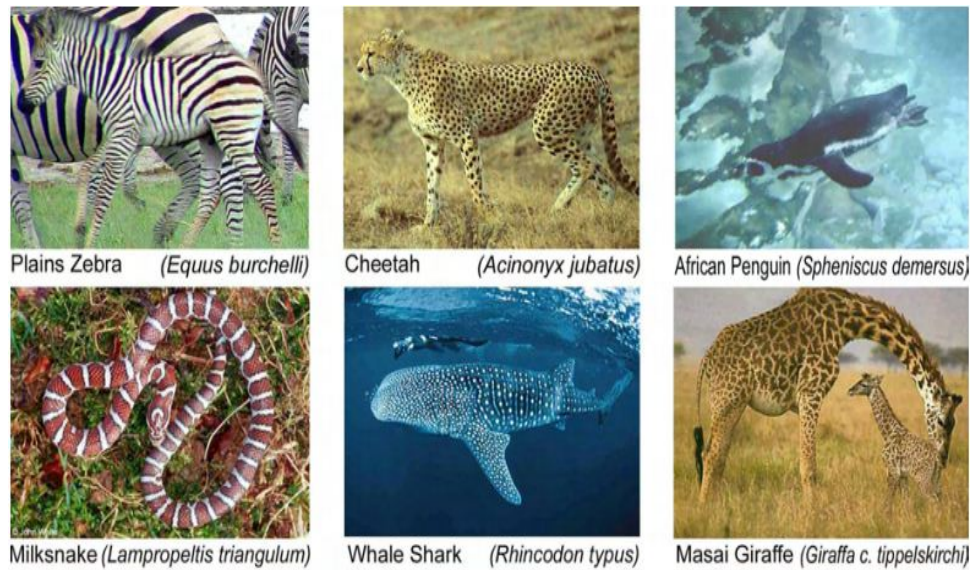 Plains Zebra (Equus burchelli)
Cheetah (Acinonyx jubatus)
African Penguin (Spheniscus demersus)
Milksnake (Lampropeltis triangulum)
Whale Shark (Rhincodon typus)
Masai Giraffe (Giraffa c. tippelskirchi)